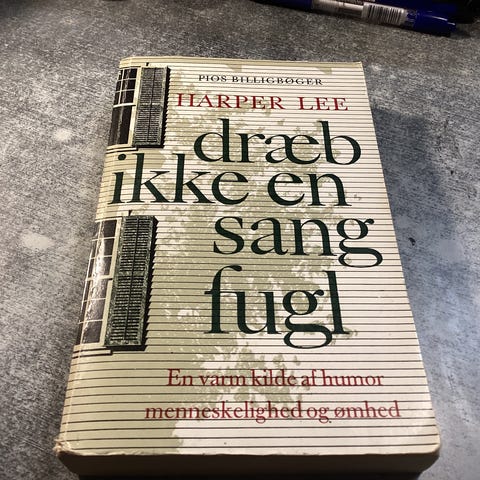 PIOS BILLIGBØGER
HARPER LEE
dræb
ikke en
sang
fugl
En varm kilde af humor
menneskelighed og ømhed